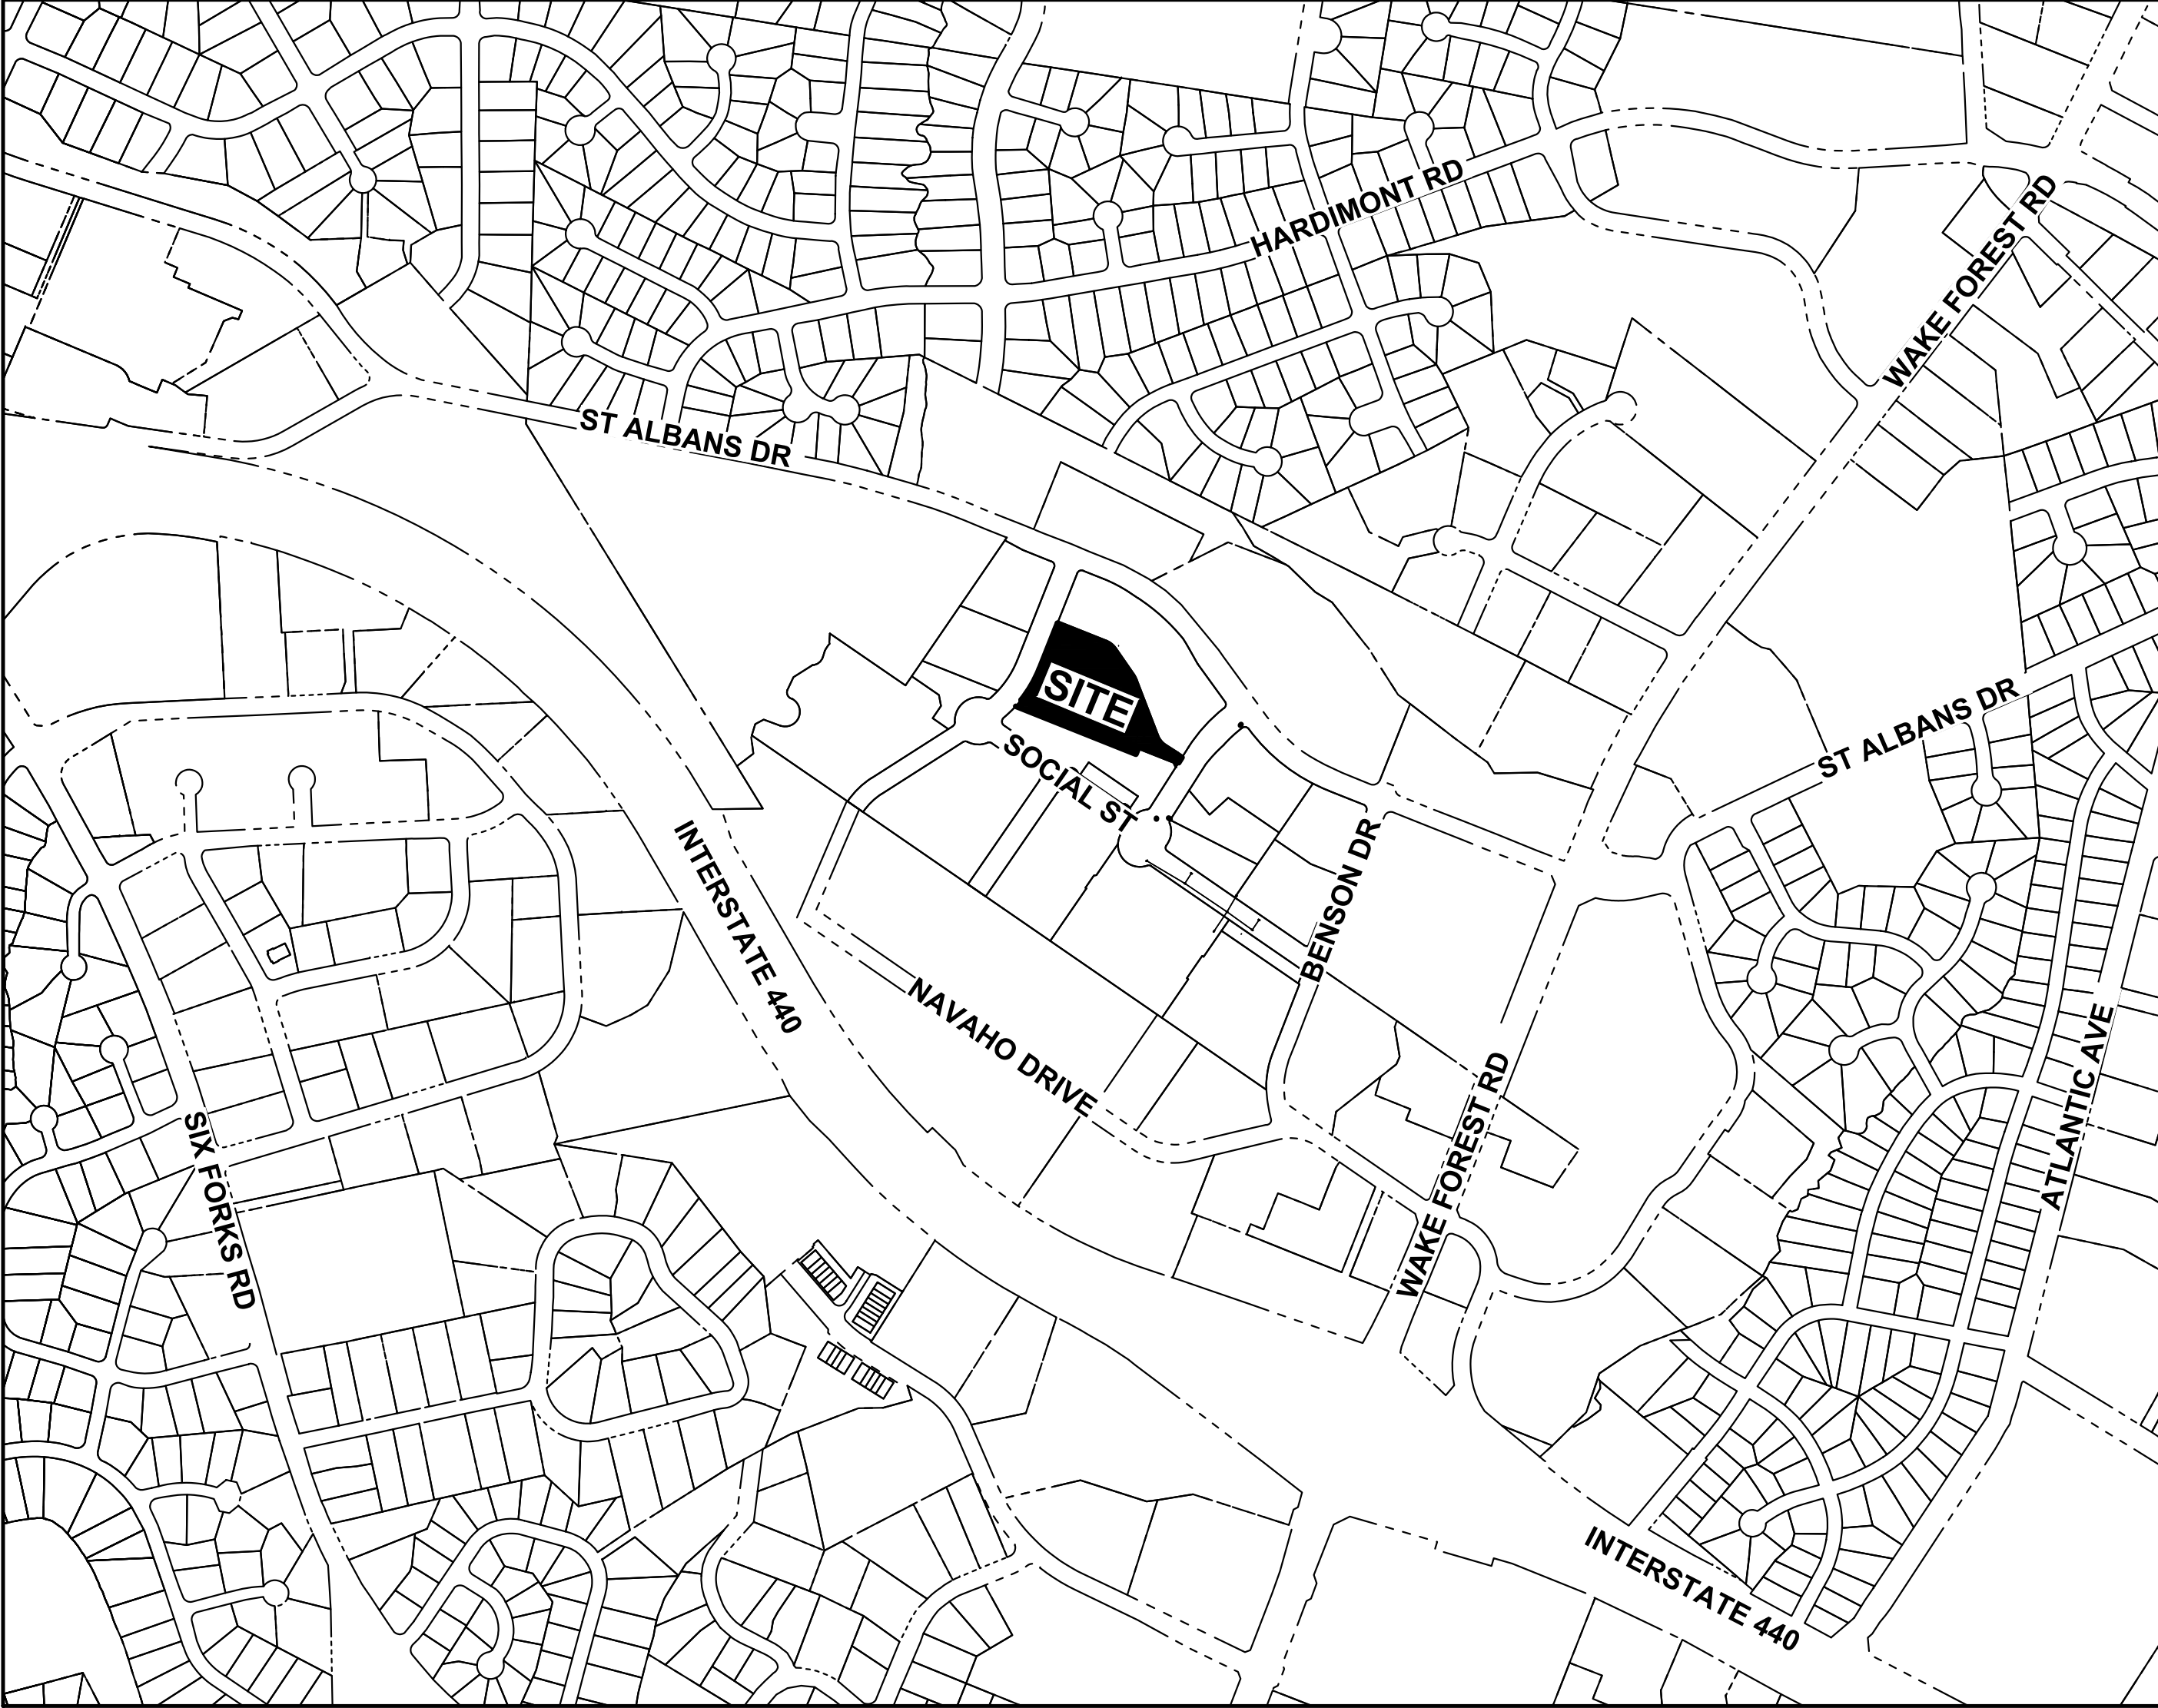 HARDIMONT RD
WAKE FOREST RD
ST ALBANS DR
SITE
SOCIAL ST
ST ALBANS DR
INTERSTATE 440
BENSON DR
NAVAHO DRIVE
WAKE FOREST RD
ATLANTIC AVE
SIX FORKS RD
INTERSTATE 440